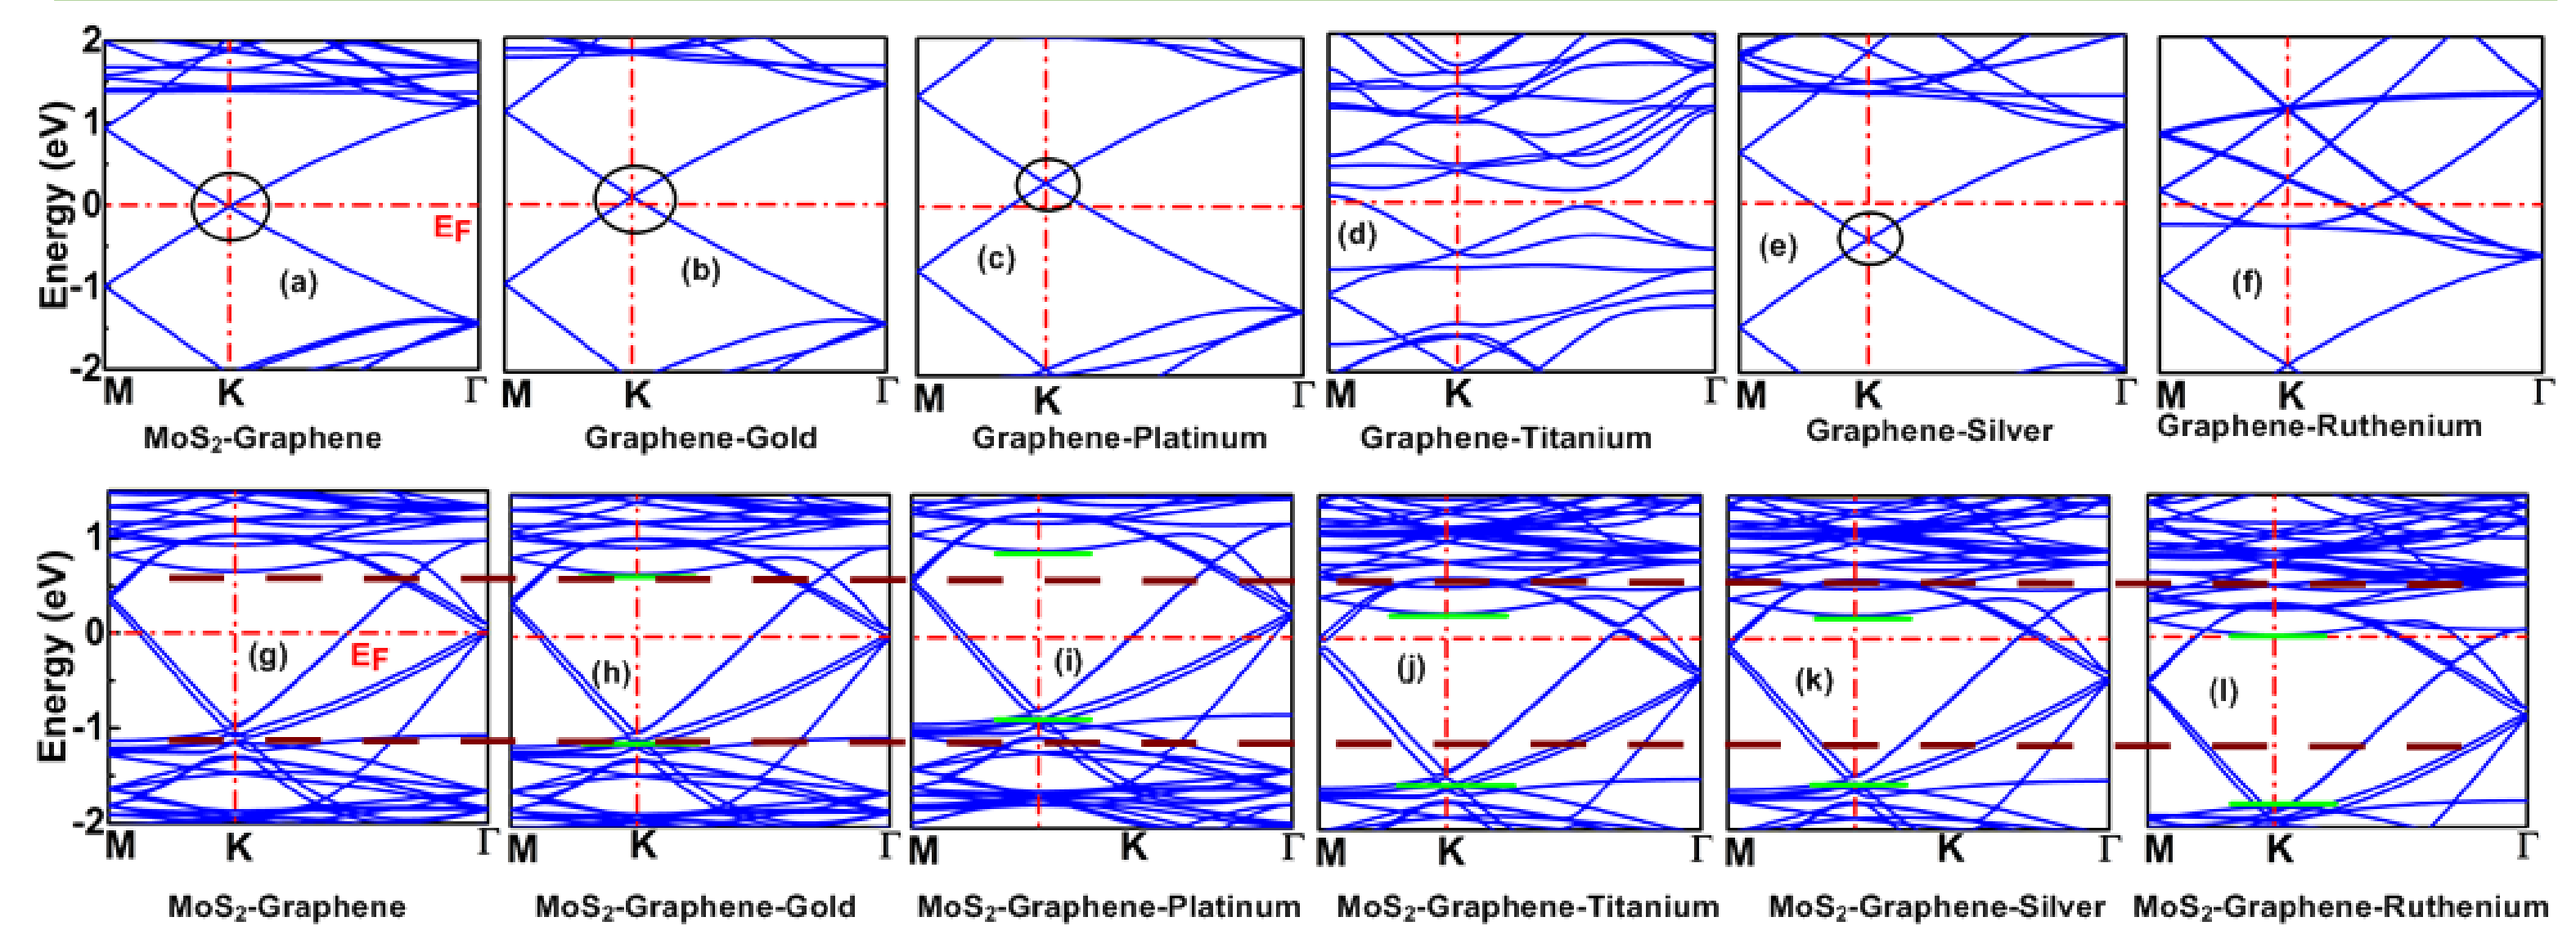 2
1
0
-1
-2
Energy (eV)
E_F
(a)
(b)
(c)
(d)
(e)
(f)
M K Γ
M K Γ
M K Γ
M K Γ
M K Γ
M K Γ
MoS₂-Graphene
Graphene-Gold
Graphene-Platinum
Graphene-Titanium
Graphene-Silver
Graphene-Ruthenium
1
0
-1
-2
Energy (eV)
E_F
(g)
(h)
(i)
(j)
(k)
(l)
M K Γ
M K Γ
M K
M K Γ
M K Γ
M K Γ
MoS₂-Graphene
MoS₂-Graphene-Gold
MoS₂-Graphene-Platinum
MoS₂-Graphene-Titanium
MoS₂-Graphene-Silver
MoS₂-Graphene-Ruthenium